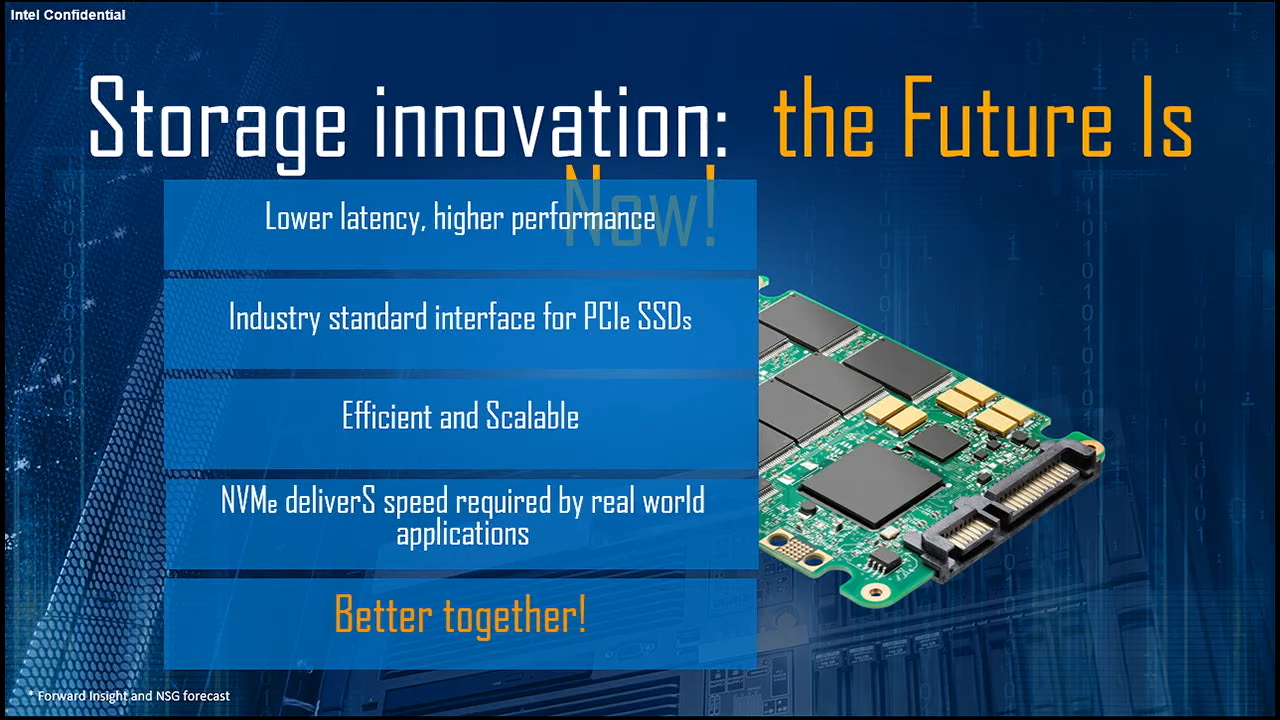 Intel Confidential
Storage innovation: the Future Is
Now!
Lower latency, higher performance
Industry standard interface for PCIe SSDs
Efficient and Scalable
NVMe deliverS speed required by real world
applications
Better together!
* Forward Insight and NSG forecast